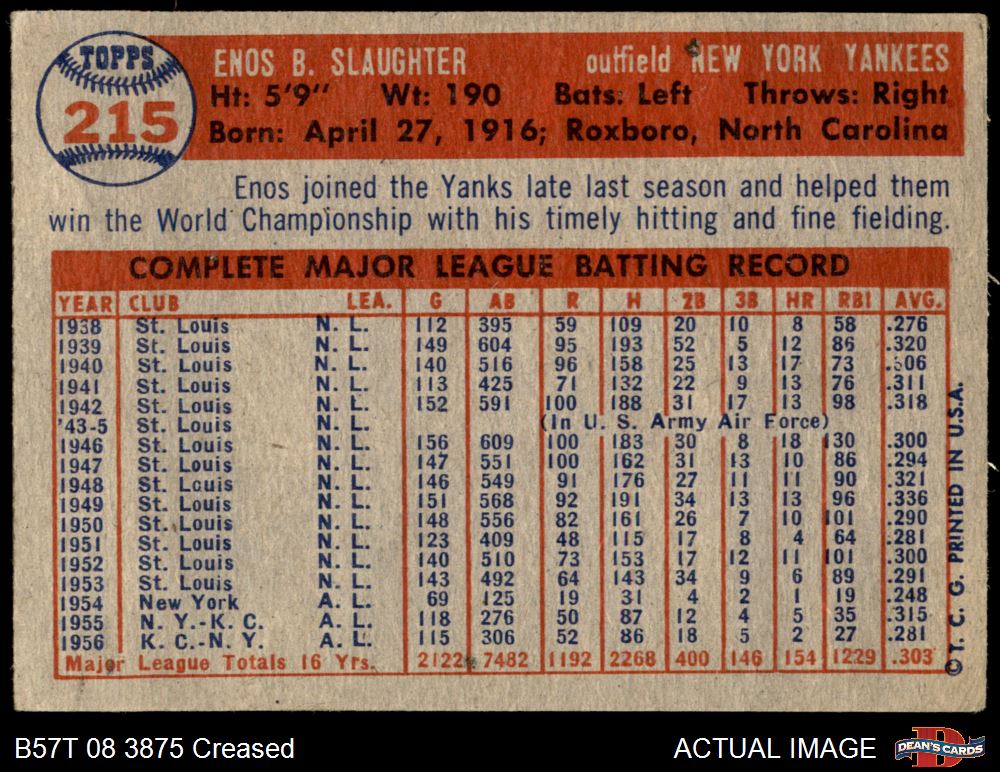 TOPPS
215
ENOS B. SLAUGHTER outfield NEW YORK YANKEES
Ht: 5'9" Wt: 190 Bats: Left Throws: Right
Born: April 27, 1916; Roxboro, North Carolina
Enos joined the Yanks late last season and helped them
win the World Championship with his timely hitting and fine fielding.
COMPLETE MAJOR LEAGUE BATTING RECORD
YEAR CLUB LEA. G AB R H 2B 3B HR RBI AVG.
1938 St. Louis N. L. 112 395 59 109 20 10 8 58 .276
1939 St. Louis N. L. 149 604 95 193 52 5 12 86 .320
1940 St. Louis N. L. 140 516 96 158 25 13 17 73 .306
1941 St. Louis N. L. 113 425 71 132 22 9 13 76 .311
1942 St. Louis N. L. 152 591 100 188 31 17 13 98 .318
'43-5 St. Louis N. L. (In U. S. Army Air Force)
1946 St. Louis N. L. 156 609 100 183 30 8 18 130 .300
1947 St. Louis N. L. 147 551 100 162 31 13 10 86 .294
1948 St. Louis N. L. 146 549 91 176 27 11 11 90 .321
1949 St. Louis N. L. 151 568 92 191 34 13 13 96 .336
1950 St. Louis N. L. 148 556 82 161 26 7 10 101 .290
1951 St. Louis N. L. 123 409 48 115 17 8 4 64 .281
1952 St. Louis N. L. 140 510 73 153 17 12 11 101 .300
1953 St. Louis N. L. 143 492 64 143 34 9 6 89 .291
1954 New York A. L. 69 125 19 31 4 2 1 19 .248
1955 N. Y.-K. C. A. L. 118 276 50 87 12 4 5 35 .315
1956 K. C.-N. Y. A. L. 115 306 52 86 18 5 2 27 .281
Major League Totals 16 Yrs. 2122 7482 1192 2268 400 146 154 1229 .303
© T. C. G. PRINTED IN U.S.A.
B57T 08 3875 Creased ACTUAL IMAGE DEAN'S CARDS